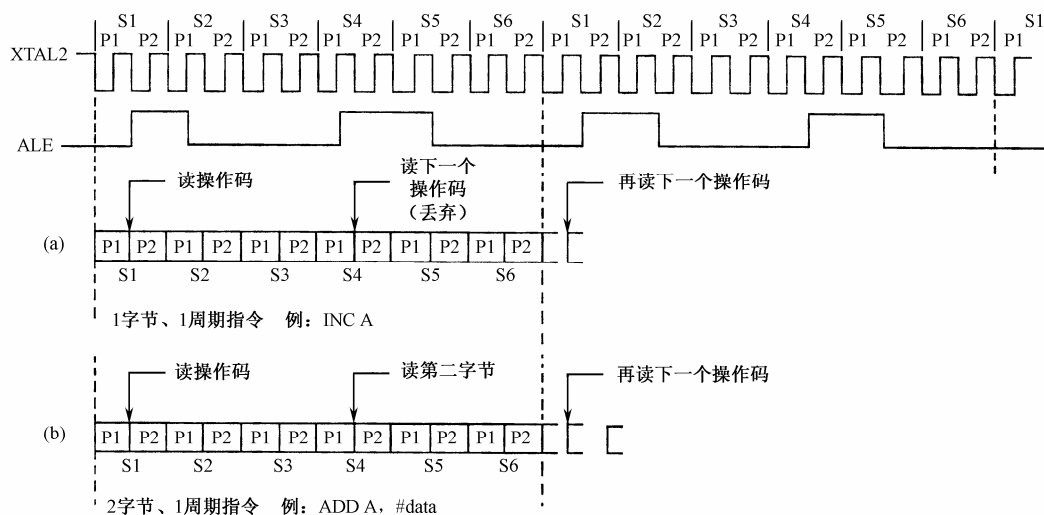 S1 S2 S3 S4 S5 S6 S1 S2 S3 S4 S5 S6 S1
P1 P2 P1 P2 P1 P2 P1 P2 P1 P2 P1 P2 P1 P2 P1 P2 P1 P2 P1 P2 P1 P2 P1 P2 P1
XTAL2
ALE
读操作码
读下一个
操作码
（丢弃）
再读下一个操作码
(a)
P1 P2 P1 P2 P1 P2 P1 P2 P1 P2 P1 P2
S1 S2 S3 S4 S5 S6
1字节、1周期指令 例：INC A
读操作码
读第二字节
再读下一个操作码
(b)
P1 P2 P1 P2 P1 P2 P1 P2 P1 P2 P1 P2
S1 S2 S3 S4 S5 S6
2字节、1周期指令 例：ADD A，#data